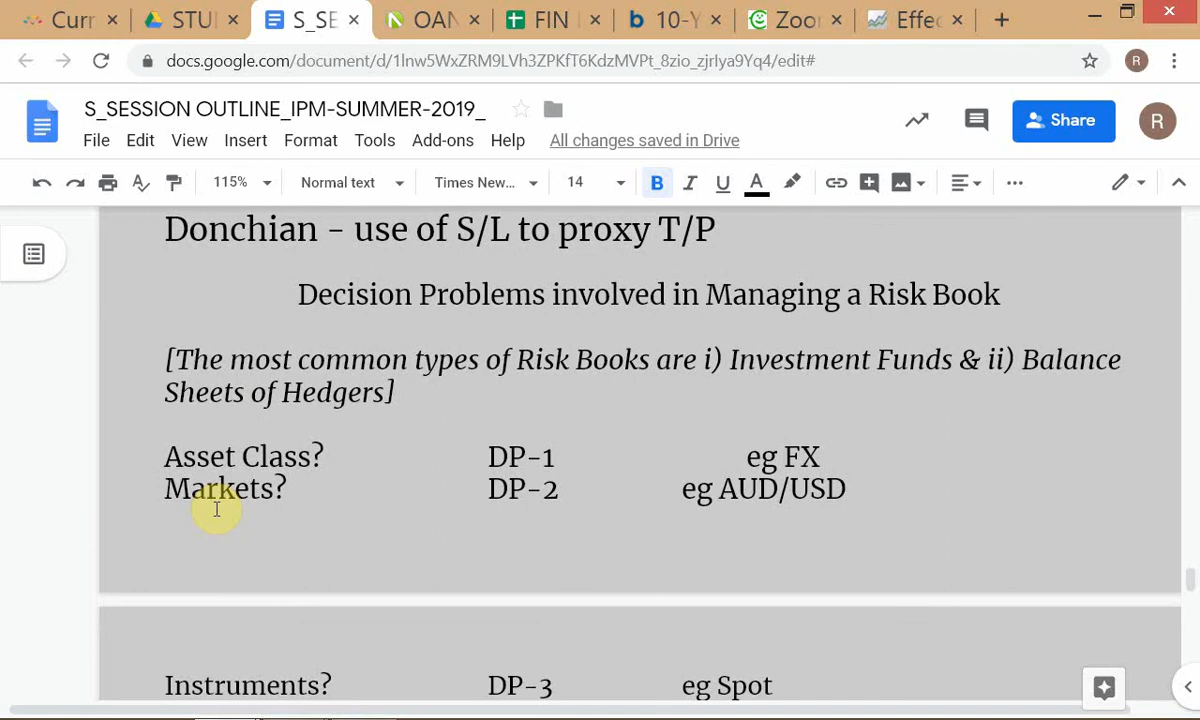 Curr
STU
S_SE
OAN
FIN
10-Y
Zoor
Effec
docs.google.com/document/d/1lnw5WxZRM9LVh3ZPKfT6KdzMVPt_8zio_zjrIya9Yq4/edit#
R
S_SESSION OUTLINE_IPM-SUMMER-2019_
File Edit View Insert Format Tools Add-ons Help All changes saved in Drive
Share
R
115% Normal text Times New... 14 B I U A
Donchian - use of S/L to proxy T/P
Decision Problems involved in Managing a Risk Book
[The most common types of Risk Books are i) Investment Funds & ii) Balance
Sheets of Hedgers]
Asset Class? DP-1 eg FX
Markets? DP-2 eg AUD/USD
Instruments? DP-3 eg Spot